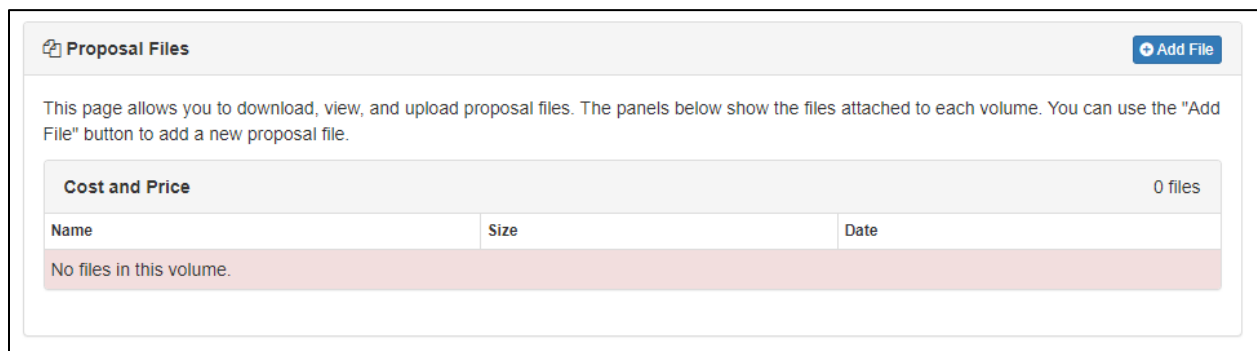 Proposal Files
Add File
This page allows you to download, view, and upload proposal files. The panels below show the files attached to each volume. You can use the "Add
File" button to add a new proposal file.
Cost and Price 0 files
Name Size Date
No files in this volume.